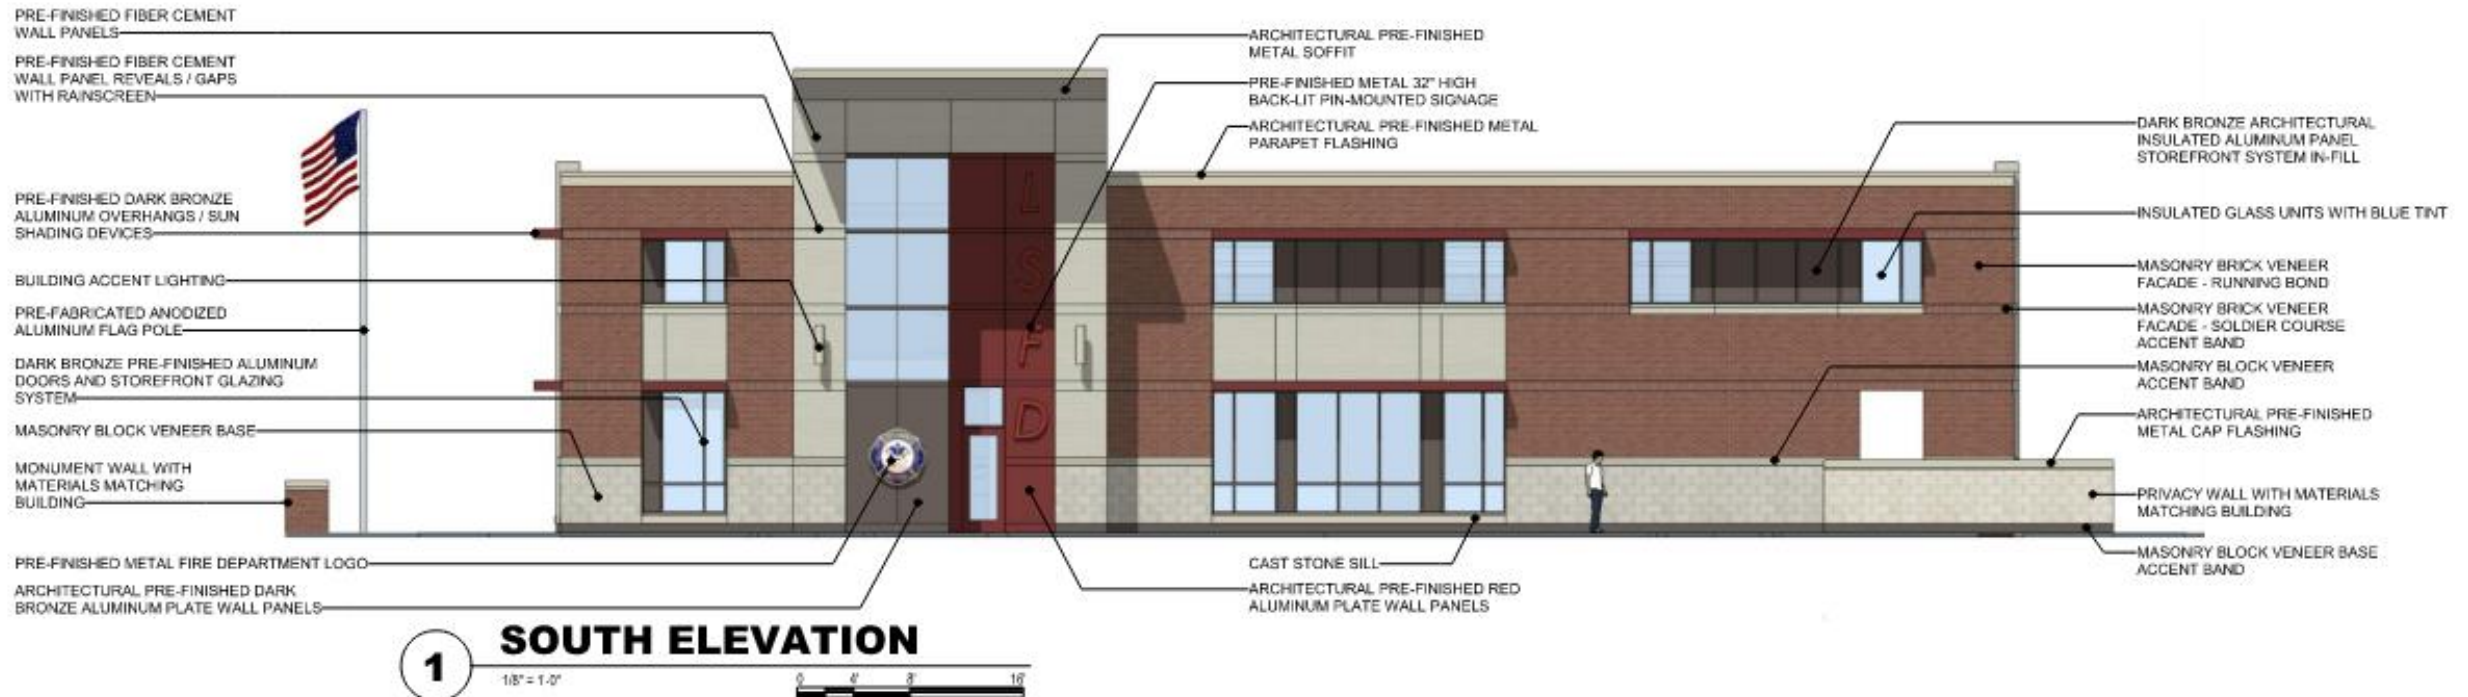 PRE-FINISHED FIBER CEMENT
WALL PANELS
PRE-FINISHED FIBER CEMENT
WALL PANEL REVEALS / GAPS
WITH RAINSCREEN
PRE-FINISHED DARK BRONZE
ALUMINUM OVERHANGS / SUN
SHADING DEVICES
BUILDING ACCENT LIGHTING
PRE-FABRICATED ANODIZED
ALUMINUM FLAG POLE
DARK BRONZE PRE-FINISHED ALUMINUM
DOORS AND STOREFRONT GLAZING
SYSTEM
MASONRY BLOCK VENEER BASE
MONUMENT WALL WITH
MATERIALS MATCHING
BUILDING
PRE-FINISHED METAL FIRE DEPARTMENT LOGO
ARCHITECTURAL PRE-FINISHED DARK
BRONZE ALUMINUM PLATE WALL PANELS
L
S
F
D
ARCHITECTURAL PRE-FINISHED
METAL SOFFIT
PRE-FINISHED METAL 32" HIGH
BACK-LIT PIN-MOUNTED SIGNAGE
ARCHITECTURAL PRE-FINISHED METAL
PARAPET FLASHING
CAST STONE SILL
ARCHITECTURAL PRE-FINISHED RED
ALUMINUM PLATE WALL PANELS
DARK BRONZE ARCHITECTURAL
INSULATED ALUMINUM PANEL
STOREFRONT SYSTEM IN-FILL
INSULATED GLASS UNITS WITH BLUE TINT
MASONRY BRICK VENEER
FACADE - RUNNING BOND
MASONRY BRICK VENEER
FACADE - SOLDIER COURSE
ACCENT BAND
MASONRY BLOCK VENEER
ACCENT BAND
ARCHITECTURAL PRE-FINISHED
METAL CAP FLASHING
PRIVACY WALL WITH MATERIALS
MATCHING BUILDING
MASONRY BLOCK VENEER BASE
ACCENT BAND
1
SOUTH ELEVATION
1/8" = 1'-0"
0 4' 8' 16'